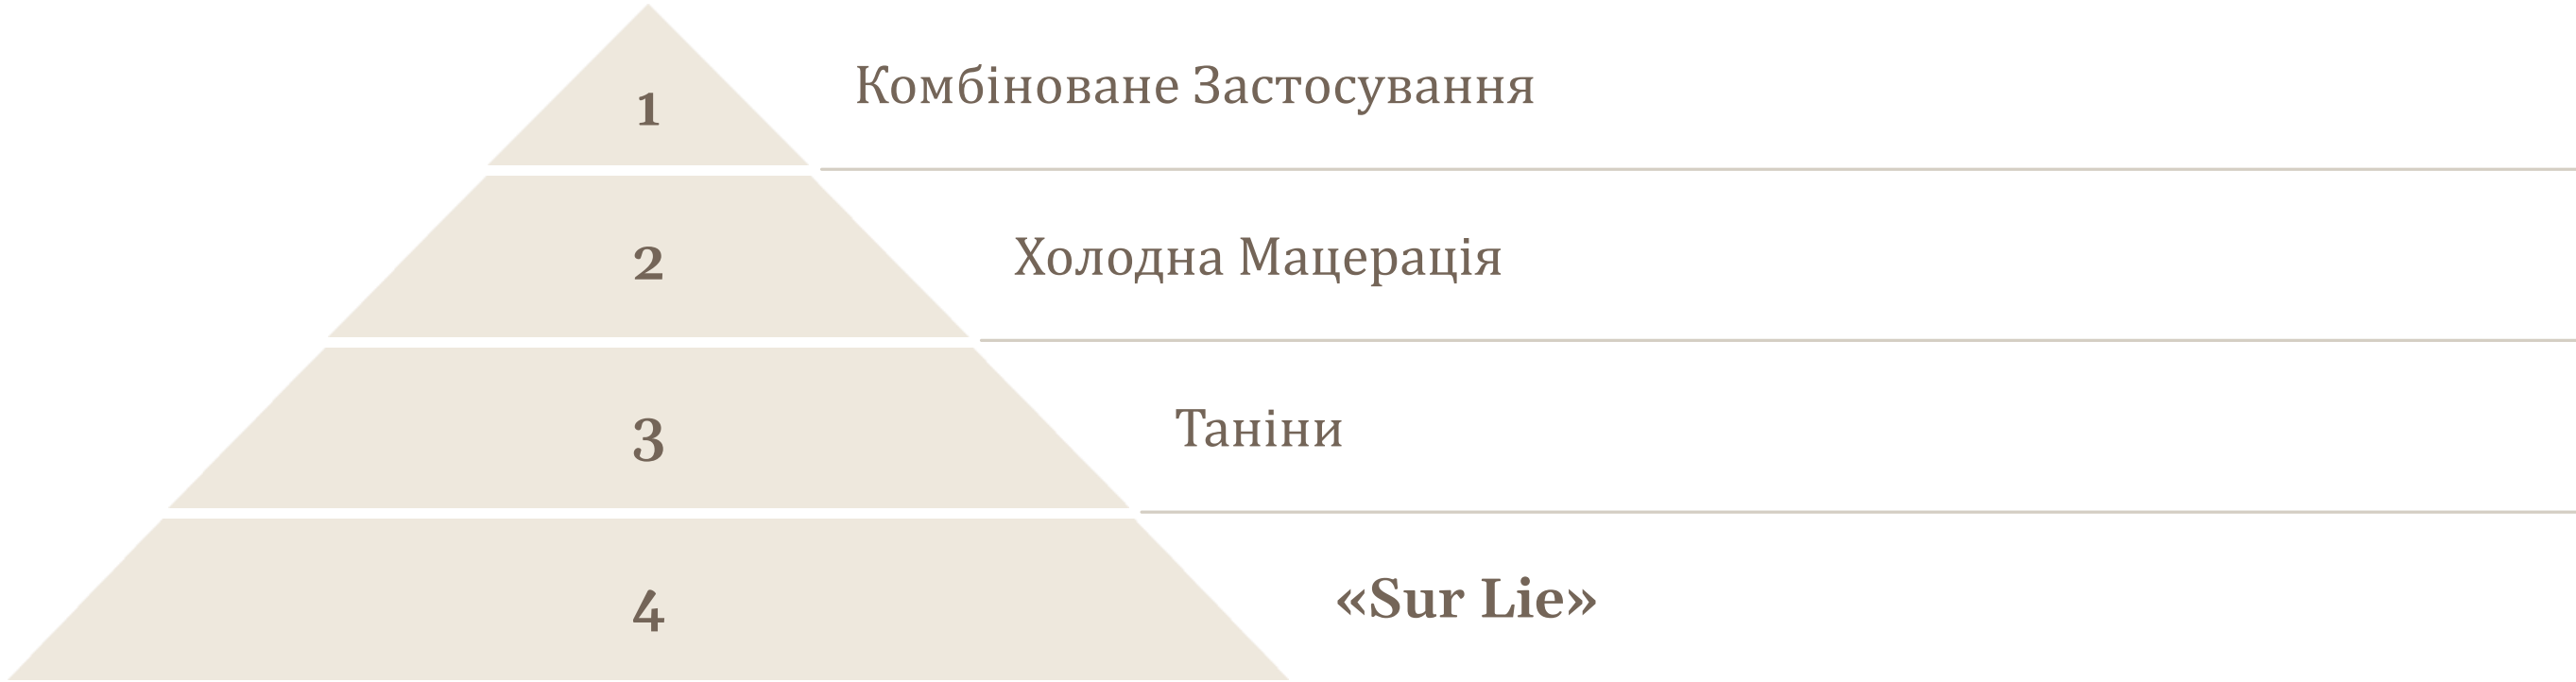 1
Комбіноване Застосування
2
Холодна Мацерація
3
Таніни
4
«Sur Lie»